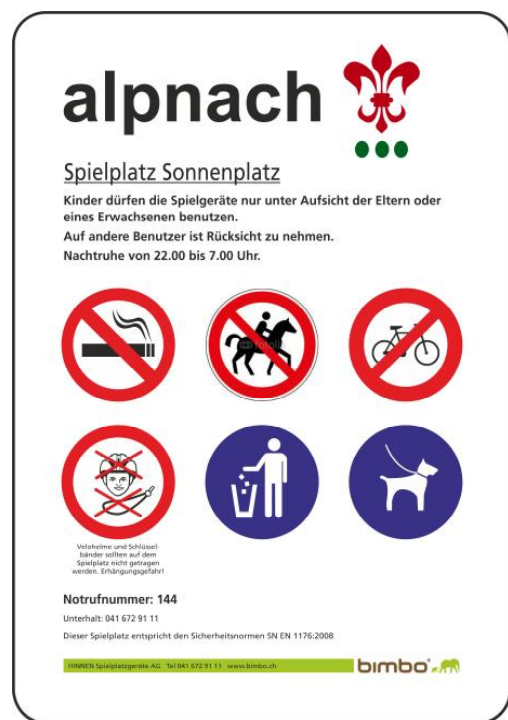 alpnach
Spielplatz Sonnenplatz
Kinder dürfen die Spielgeräte nur unter Aufsicht der Eltern oder
eines Erwachsenen benutzen.
Auf andere Benutzer ist Rücksicht zu nehmen.
Nachtruhe von 22.00 bis 7.00 Uhr.
fotolia
Velohelme und Schlüssel-
bänder sollten auf dem
Spielplatz nicht getragen
werden. Erhängungsgefahr!
Notrufnummer: 144
Unterhalt: 041 672 91 11
Dieser Spielplatz entspricht den Sicherheitsnormen SN EN 1176:2008
HINNEN Spielplatzgeräte AG Tel 041 672 91 11 www.bimbo.ch
bimbo